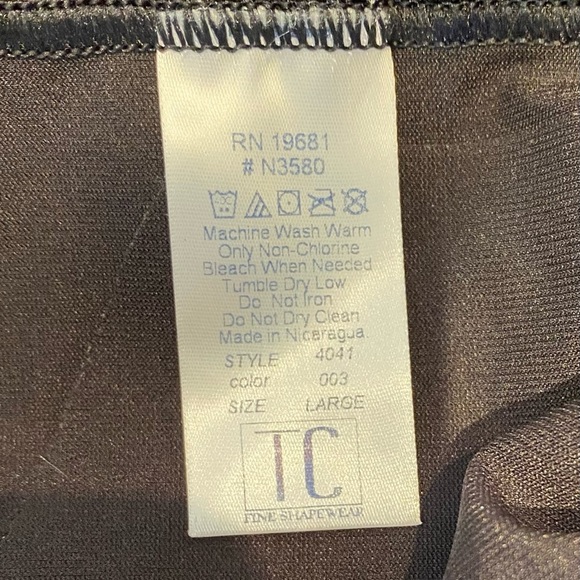 RN 19681
# N3580
Machine Wash Warm
Only Non-Chlorine
Bleach When Needed
Tumble Dry Low
Do Not Iron
Do Not Dry Clean
Made in Nicaragua
STYLE 4041
color 003
SIZE LARGE
TC
FINE SHAPEWEAR